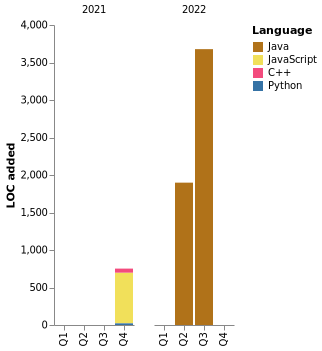 2021
2022
Language
Java
JavaScript
C++
Python
LOC added
4,000
3,500
3,000
2,500
2,000
1,500
1,000
500
0
Q1 Q2 Q3 Q4
Q1 Q2 Q3 Q4